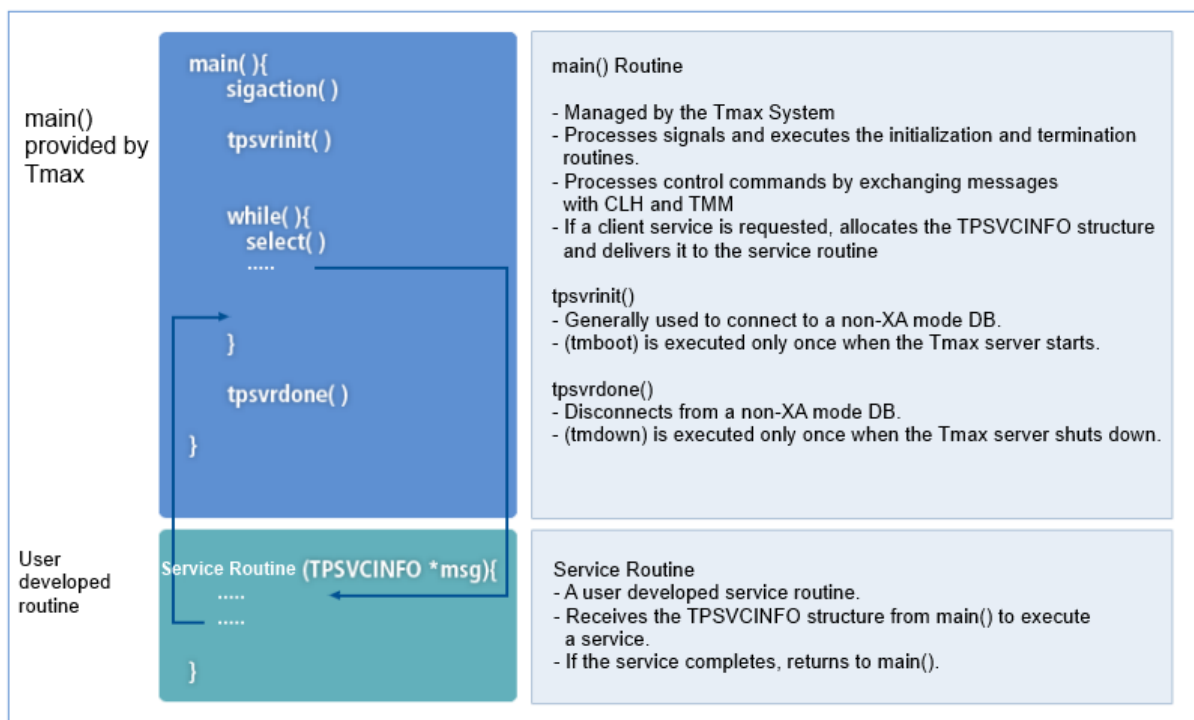 main()
provided by
Tmax
main( ){
sigaction( )
tpsvrinit( )
while( ){
select( )
.....
}
tpsvrdone( )
}
main() Routine
- Managed by the Tmax System
- Processes signals and executes the initialization and termination
routines.
- Processes control commands by exchanging messages
with CLH and TMM
- If a client service is requested, allocates the TPSVCINFO structure
and delivers it to the service routine
tpsvrinit()
- Generally used to connect to a non-XA mode DB.
- (tmboot) is executed only once when the Tmax server starts.
tpsvrdone()
- Disconnects from a non-XA mode DB.
- (tmdown) is executed only once when the Tmax server shuts down.
User
developed
routine
Service Routine (TPSVCINFO *msg){
.....
.....
}
Service Routine
- A user developed service routine.
- Receives the TPSVCINFO structure from main() to execute
a service.
- If the service completes, returns to main().